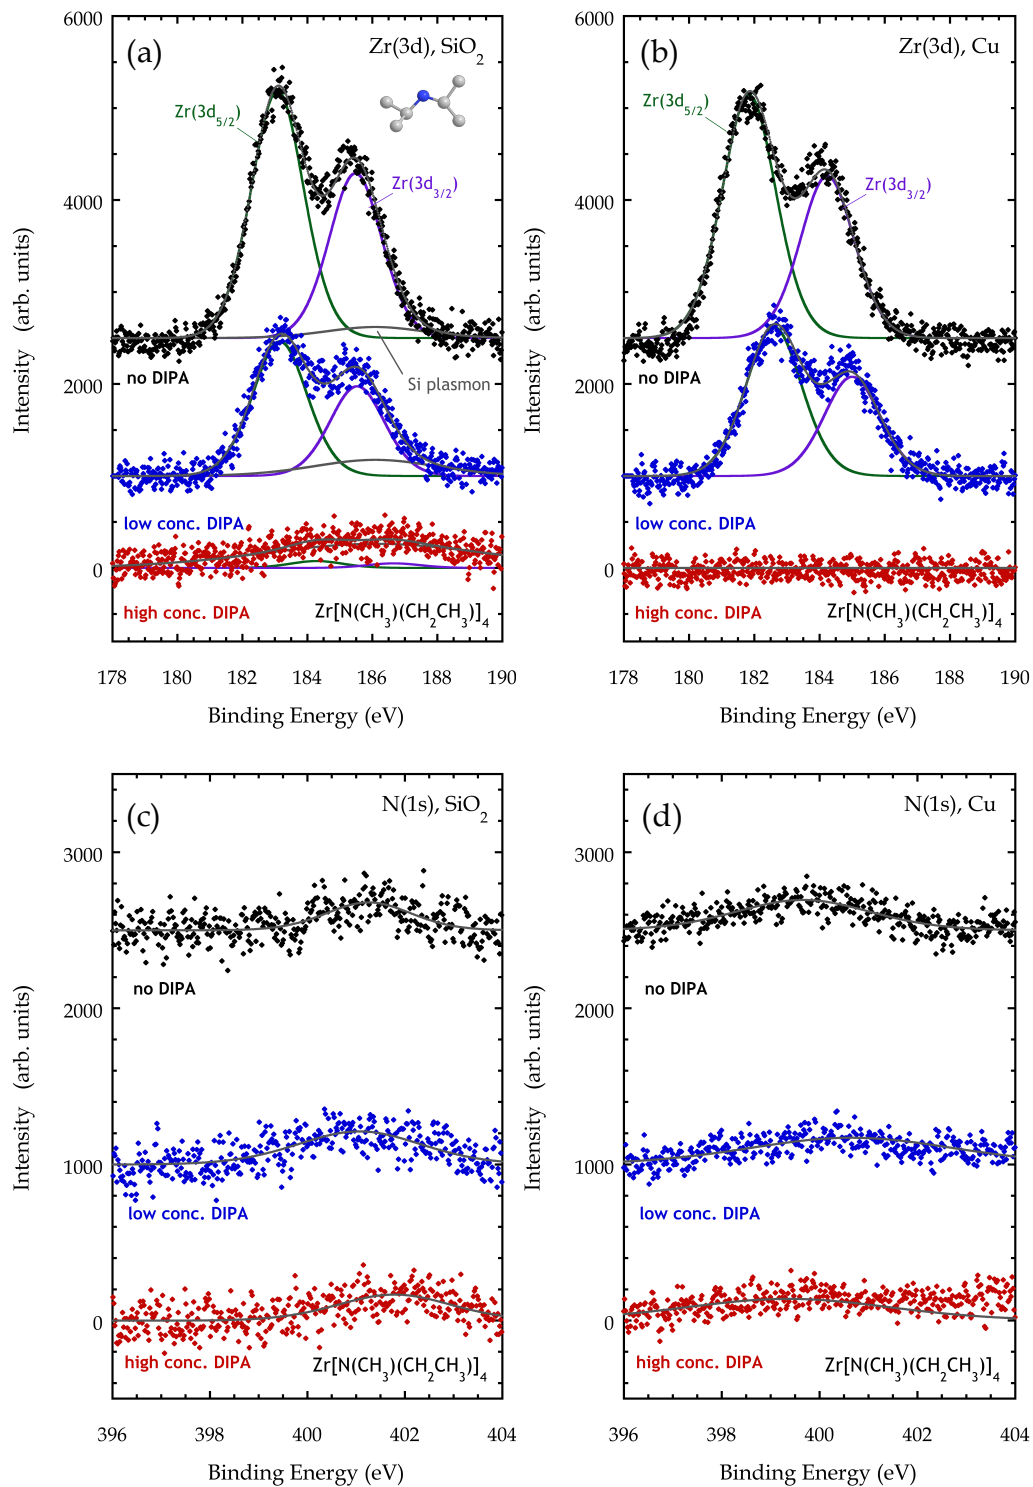 (a) Zr(3d), SiO₂
Zr(3d₅/₂)
Zr(3d₃/₂)
Si plasmon
no DIPA
low conc. DIPA
high conc. DIPA
Zr[N(CH₃)(CH₂CH₃)]₄
6000
4000
2000
0
Intensity (arb. units)
178 180 182 184 186 188 190
Binding Energy (eV)
(b) Zr(3d), Cu
Zr(3d₅/₂)
Zr(3d₃/₂)
no DIPA
low conc. DIPA
high conc. DIPA
Zr[N(CH₃)(CH₂CH₃)]₄
6000
4000
2000
0
Intensity (arb. units)
178 180 182 184 186 188 190
Binding Energy (eV)
(c) N(1s), SiO₂
no DIPA
low conc. DIPA
high conc. DIPA
Zr[N(CH₃)(CH₂CH₃)]₄
3000
2000
1000
0
Intensity (arb. units)
396 398 400 402 404
Binding Energy (eV)
(d) N(1s), Cu
no DIPA
low conc. DIPA
high conc. DIPA
Zr[N(CH₃)(CH₂CH₃)]₄
3000
2000
1000
0
Intensity (arb. units)
396 398 400 402 404
Binding Energy (eV)